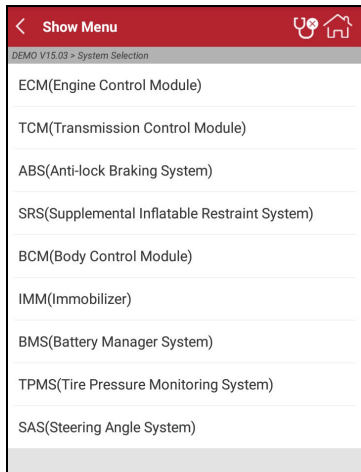 Show Menu
DEMO V15.03 > System Selection
ECM(Engine Control Module)
TCM(Transmission Control Module)
ABS(Anti-lock Braking System)
SRS(Supplemental Inflatable Restraint System)
BCM(Body Control Module)
IMM(Immobilizer)
BMS(Battery Manager System)
TPMS(Tire Pressure Monitoring System)
SAS(Steering Angle System)